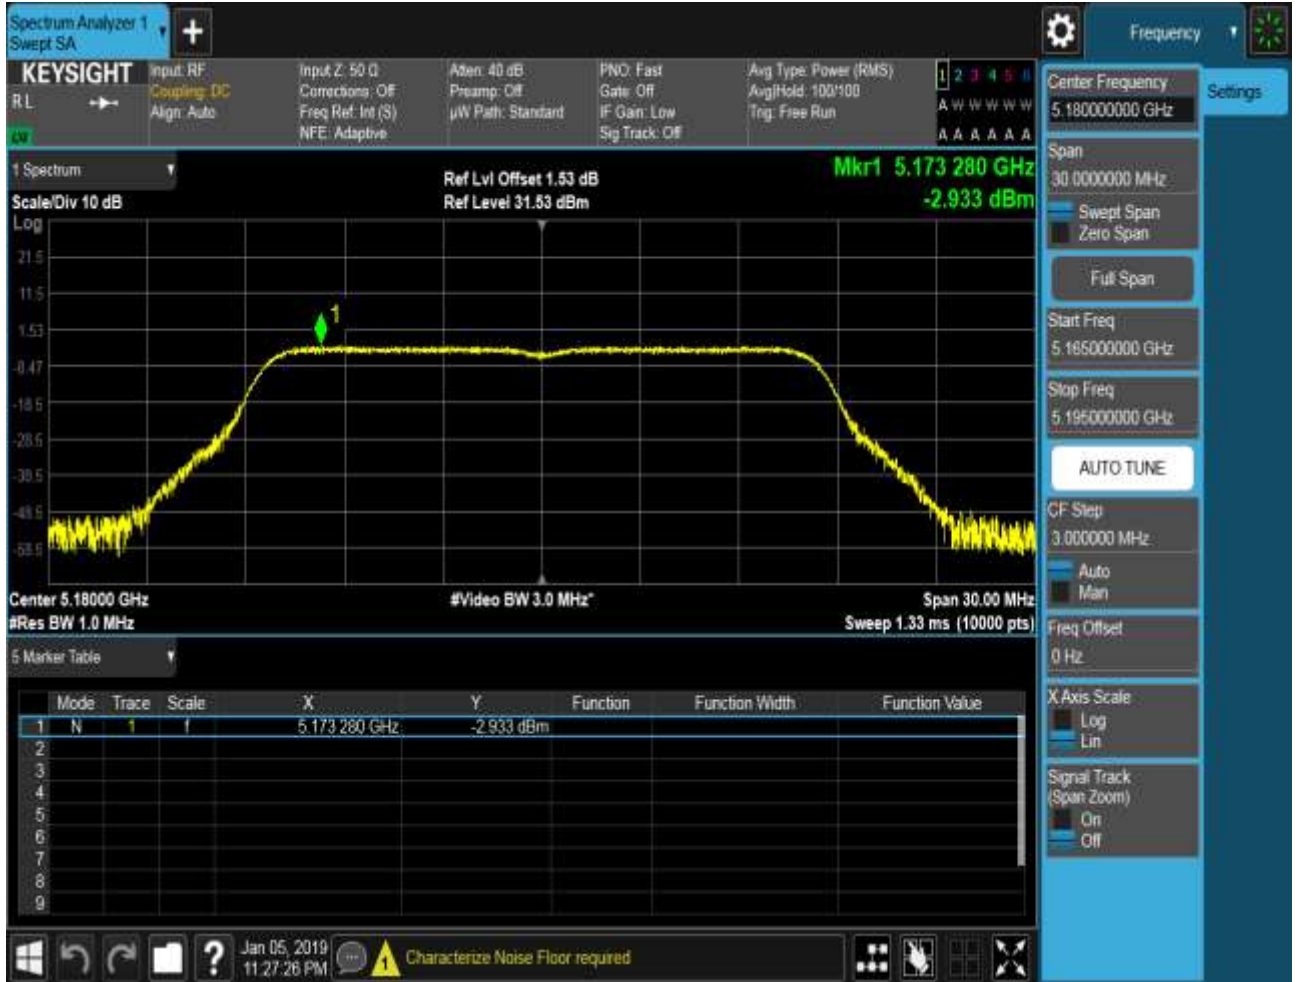 Spectrum Analyzer 1
Swept SA
+
Frequency
KEYSIGHT
RL
LXI
Input: RF
Coupling: DC
Align: Auto
Input Z: 50 Ω
Corrections: Off
Freq Ref: Int (S)
NFE: Adaptive
Atten: 40 dB
Preamp: Off
µW Path: Standard
PNO: Fast
Gate: Off
IF Gain: Low
Sig Track: Off
Avg Type: Power (RMS)
Avg|Hold: 100/100
Trig: Free Run
1 2 3 4 5 6
A W W W W W
A A A A A A
1 Spectrum
Scale/Div 10 dB
Log
Ref Lvl Offset 1.53 dB
Ref Level 31.53 dBm
Mkr1 5.173 280 GHz
-2.933 dBm
21.5
11.5
1.53
-8.47
-18.5
-28.5
-38.5
-48.5
-58.5
1
Center 5.18000 GHz
#Res BW 1.0 MHz
#Video BW 3.0 MHz*
Span 30.00 MHz
Sweep 1.33 ms (10000 pts)
5 Marker Table
Mode Trace Scale X Y Function Function Width Function Value
1 N 1 f 5.173 280 GHz -2.933 dBm
2
3
4
5
6
7
8
9
Center Frequency
5.180000000 GHz
Settings
Span
30.0000000 MHz
Swept Span
Zero Span
Full Span
Start Freq
5.165000000 GHz
Stop Freq
5.195000000 GHz
AUTO TUNE
CF Step
3.000000 MHz
Auto
Man
Freq Offset
0 Hz
X Axis Scale
Log
Lin
Signal Track
(Span Zoom)
On
Off
?
Jan 05, 2019
11:27:26 PM
1
Characterize Noise Floor required